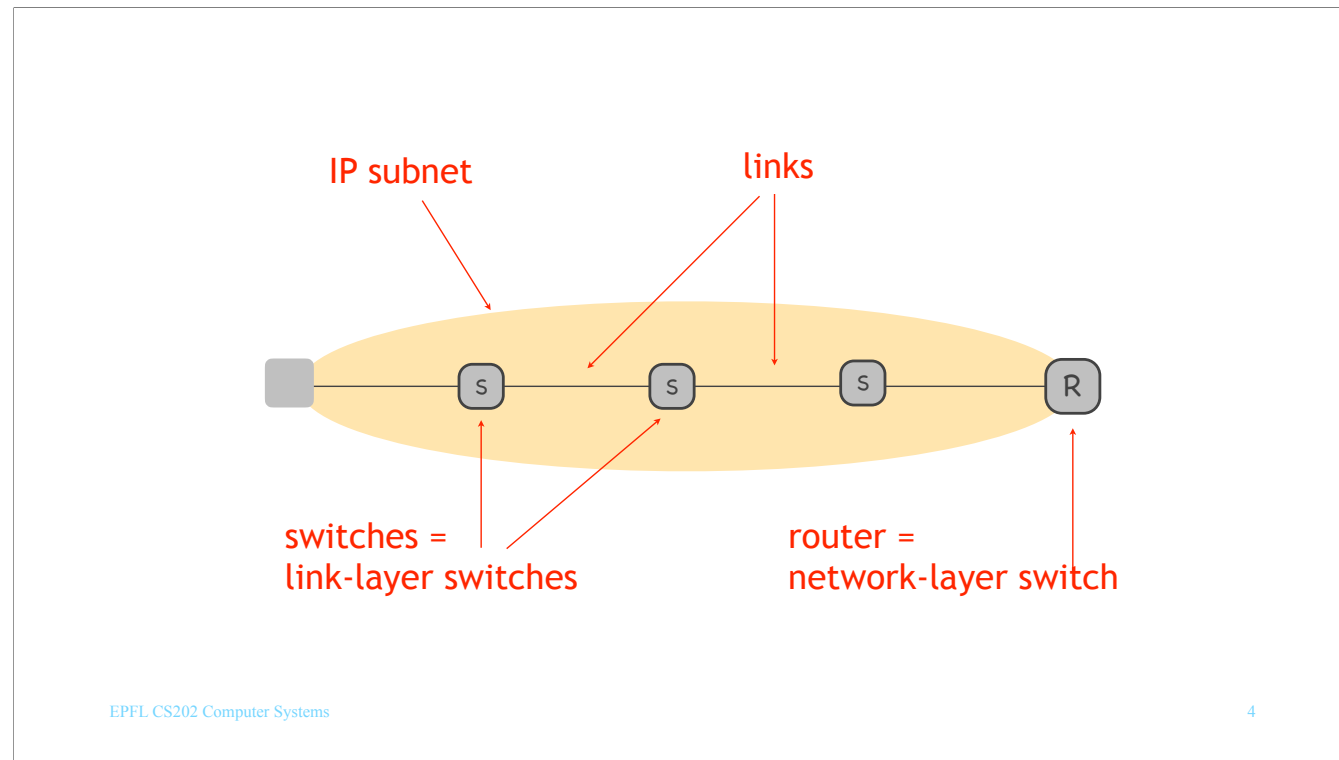 IP subnet
links
s
s
s
R
switches =
link-layer switches
router =
network-layer switch
EPFL CS202 Computer Systems
4